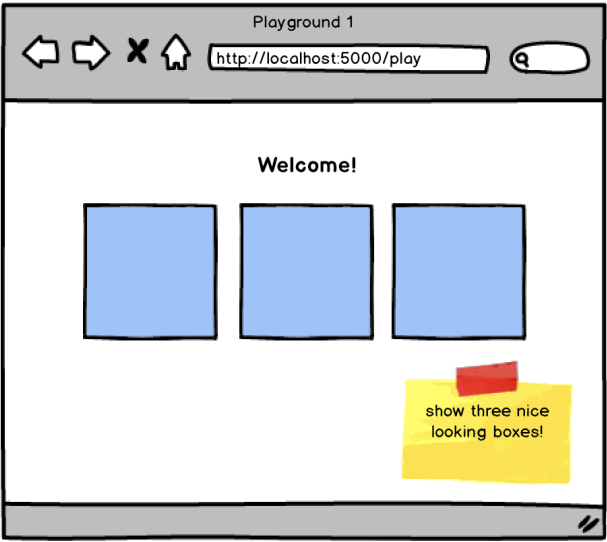 Playground 1
http://localhost:5000/play
Welcome!
show three nice
looking boxes!